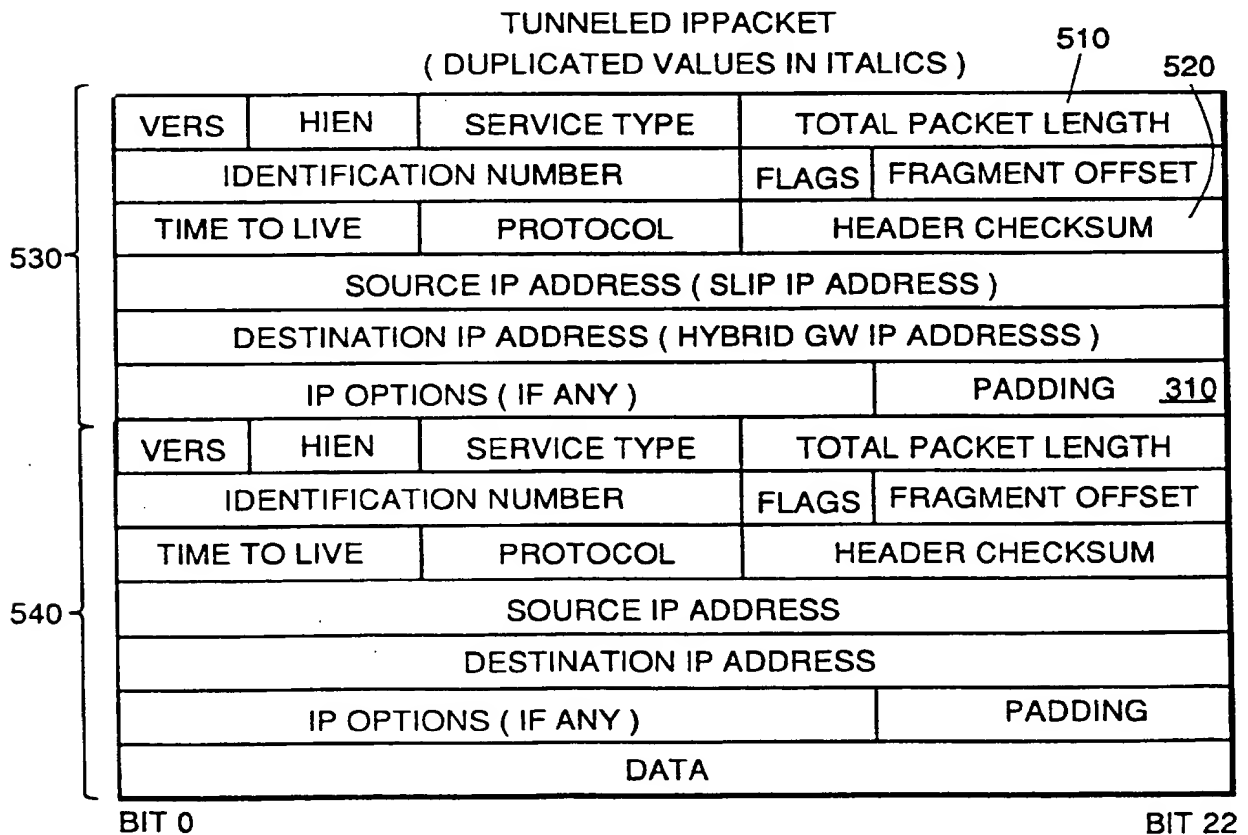 TUNNELED IPPACKET
( DUPLICATED VALUES IN ITALICS )
510
520
VERS HIEN SERVICE TYPE TOTAL PACKET LENGTH
IDENTIFICATION NUMBER FLAGS FRAGMENT OFFSET
TIME TO LIVE PROTOCOL HEADER CHECKSUM
530
SOURCE IP ADDRESS ( SLIP IP ADDRESS )
DESTINATION IP ADDRESS ( HYBRID GW IP ADDRESSS )
IP OPTIONS ( IF ANY ) PADDING 310
VERS HIEN SERVICE TYPE TOTAL PACKET LENGTH
IDENTIFICATION NUMBER FLAGS FRAGMENT OFFSET
TIME TO LIVE PROTOCOL HEADER CHECKSUM
540
SOURCE IP ADDRESS
DESTINATION IP ADDRESS
IP OPTIONS ( IF ANY ) PADDING
DATA
BIT 0 BIT 22